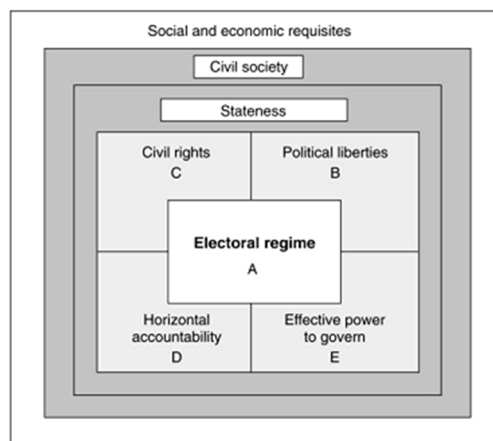 Social and economic requisites
Civil society
Stateness
Civil rights
C
Political liberties
B
Electoral regime
A
Horizontal
accountability
D
Effective power
to govern
E